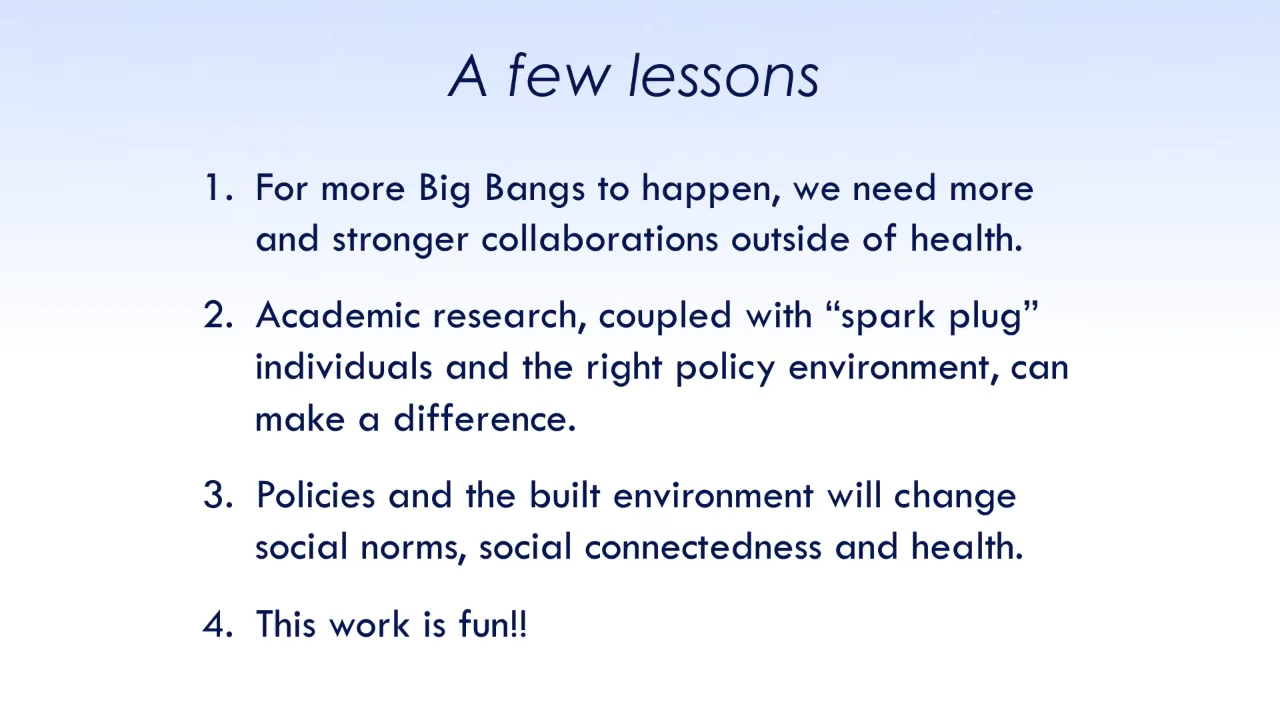 A few lessons
1. For more Big Bangs to happen, we need more
and stronger collaborations outside of health.
2. Academic research, coupled with “spark plug”
individuals and the right policy environment, can
make a difference.
3. Policies and the built environment will change
social norms, social connectedness and health.
4. This work is fun!!